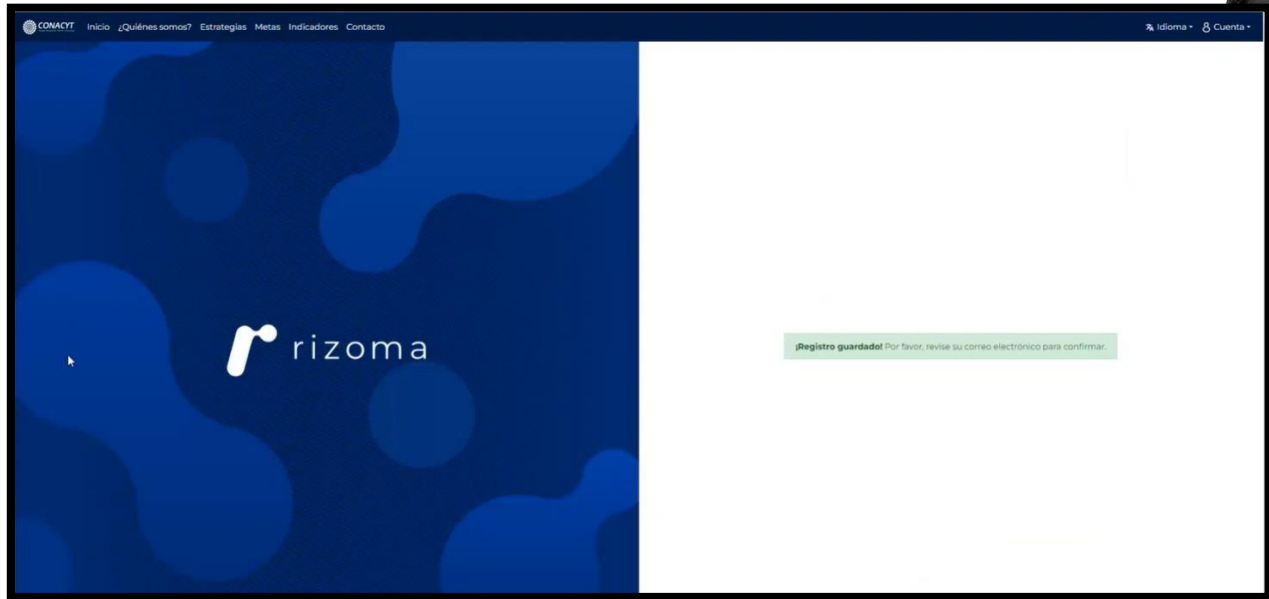 CONACYT Inicio ¿Quiénes somos? Estrategias Metas Indicadores Contacto Idioma Cuenta
rizoma
¡Registro guardado! Por favor, revise su correo electrónico para confirmar.